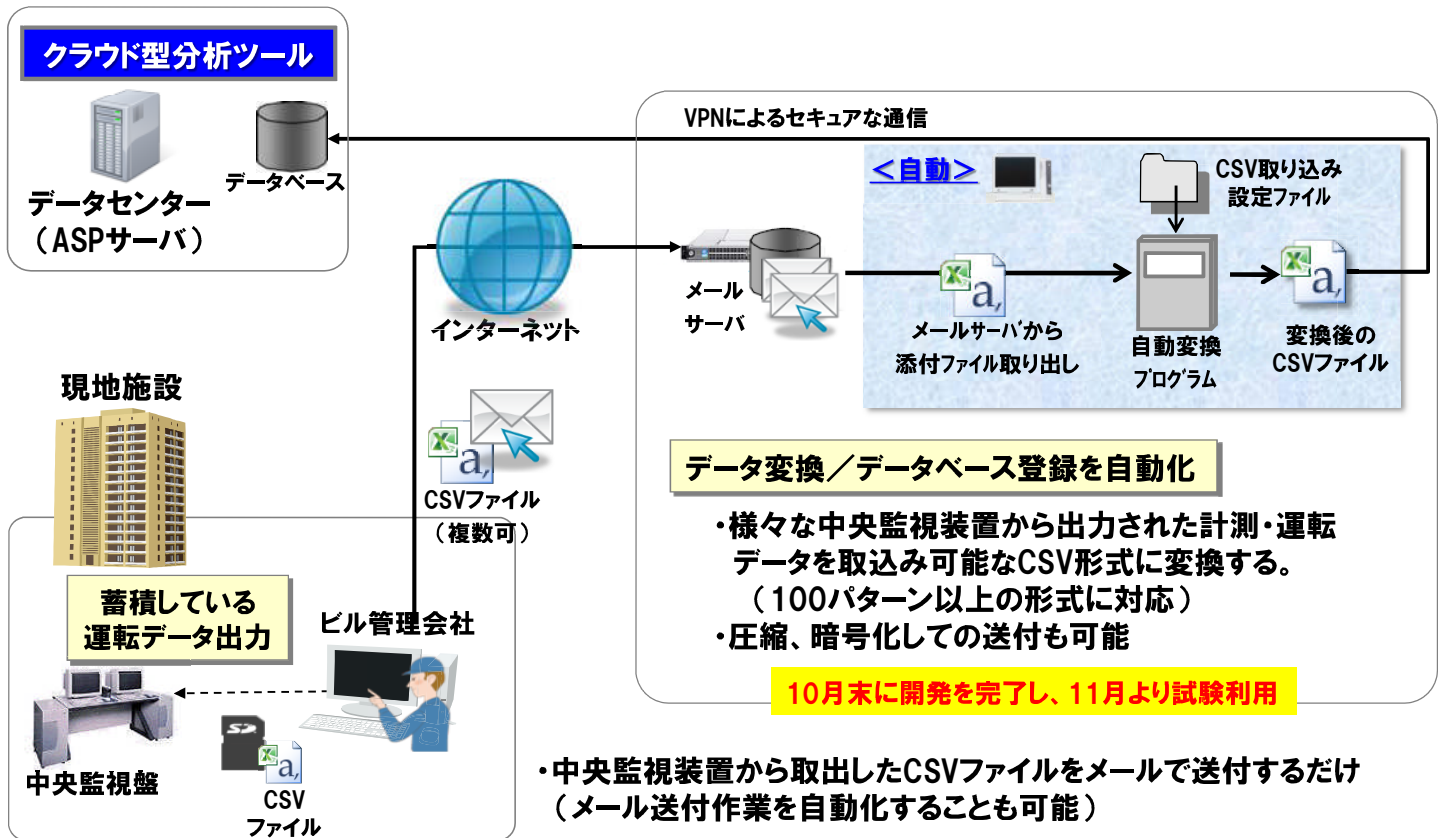 クラウド型分析ツール
データベース
データセンター
（ASPサーバ）
インターネット
現地施設
CSVファイル
（複数可）
蓄積している
運転データ出力
ビル管理会社
中央監視盤
CSV
ファイル
VPNによるセキュアな通信
＜自動＞
CSV取り込み
設定ファイル
メール
サーバ
メールサーバから
添付ファイル取り出し
自動変換
プログラム
変換後の
CSVファイル
データ変換／データベース登録を自動化
・様々な中央監視装置から出力された計測・運転
データを取込み可能なCSV形式に変換する。
（100パターン以上の形式に対応）
・圧縮、暗号化しての送付も可能
10月末に開発を完了し、11月より試験利用
・中央監視装置から取出したCSVファイルをメールで送付するだけ
（メール送付作業を自動化することも可能）